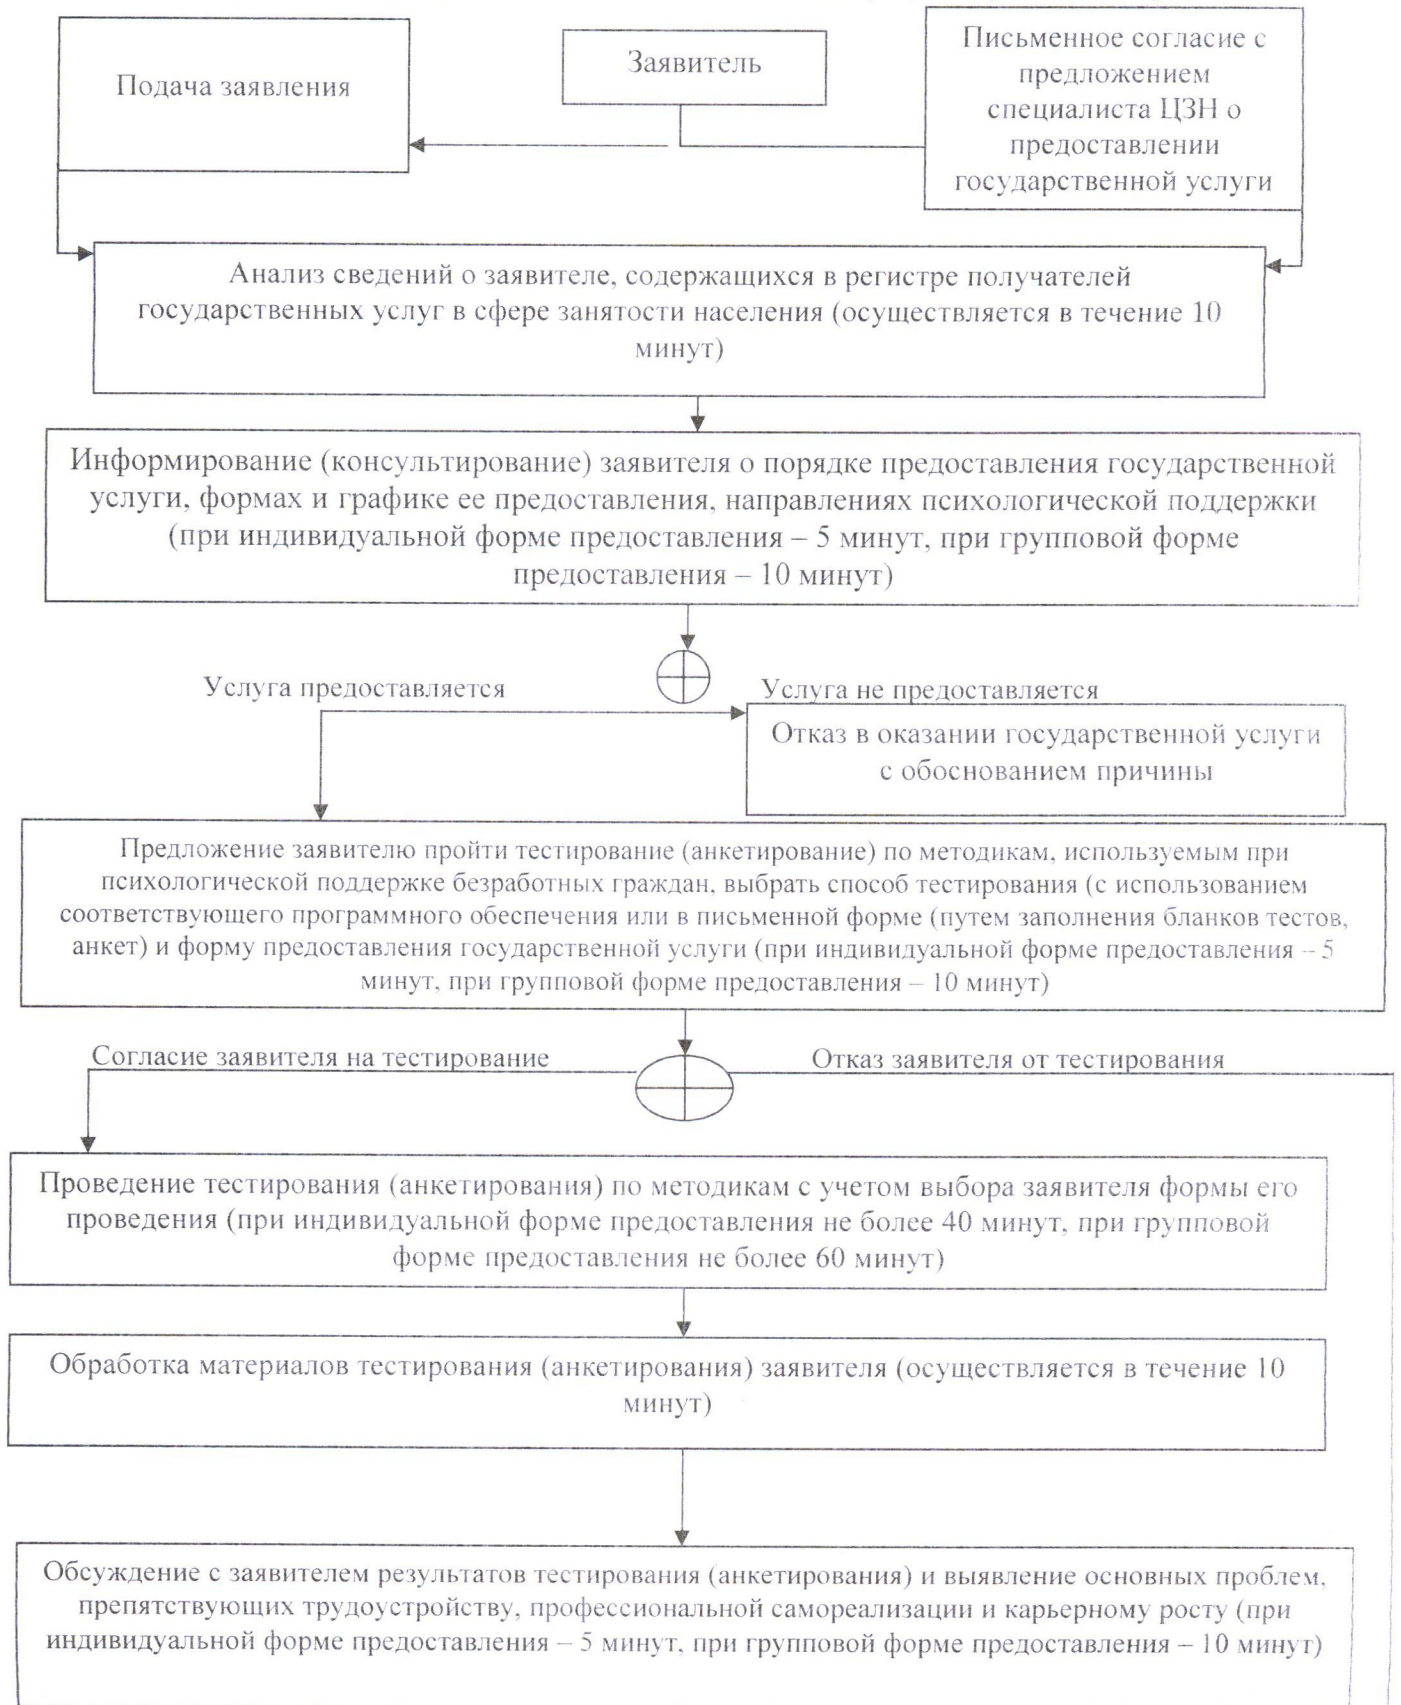 Подача заявления
Заявитель
Письменное согласие с
предложением
специалиста ЦЗН о
предоставлении
государственной услуги
Анализ сведений о заявителе, содержащихся в регистре получателей
государственных услуг в сфере занятости населения (осуществляется в течение 10
минут)
Информирование (консультирование) заявителя о порядке предоставления государственной
услуги, формах и графике ее предоставления, направлениях психологической поддержки
(при индивидуальной форме предоставления – 5 минут, при групповой форме
предоставления – 10 минут)
Услуга предоставляется
Услуга не предоставляется
Отказ в оказании государственной услуги
с обоснованием причины
Предложение заявителю пройти тестирование (анкетирование) по методикам, используемым при
психологической поддержке безработных граждан, выбрать способ тестирования (с использованием
соответствующего программного обеспечения или в письменной форме (путем заполнения бланков тестов,
анкет) и форму предоставления государственной услуги (при индивидуальной форме предоставления – 5
минут, при групповой форме предоставления – 10 минут)
Согласие заявителя на тестирование
Отказ заявителя от тестирования
Проведение тестирования (анкетирования) по методикам с учетом выбора заявителя формы его
проведения (при индивидуальной форме предоставления не более 40 минут, при групповой
форме предоставления не более 60 минут)
Обработка материалов тестирования (анкетирования) заявителя (осуществляется в течение 10
минут)
Обсуждение с заявителем результатов тестирования (анкетирования) и выявление основных проблем,
препятствующих трудоустройству, профессиональной самореализации и карьерному росту (при
индивидуальной форме предоставления – 5 минут, при групповой форме предоставления – 10 минут)